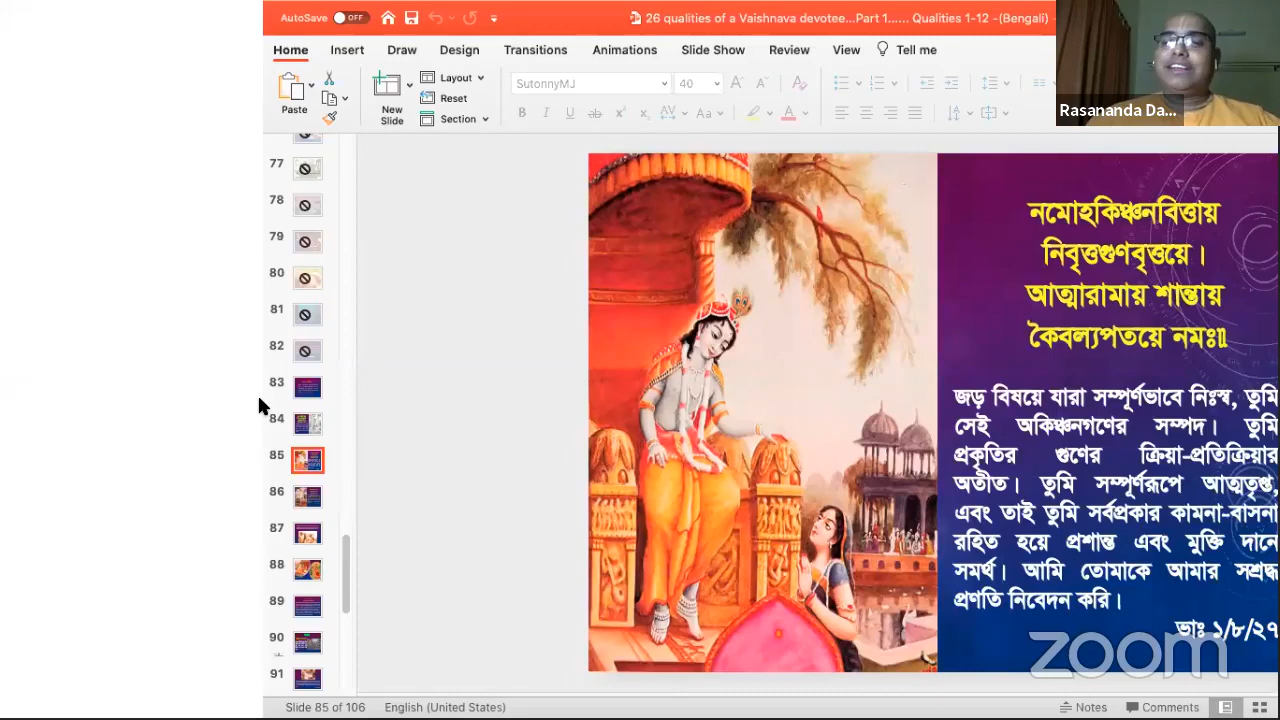 AutoSave OFF
26 qualities of a Vaishnava devotee...Part 1...... Qualities 1-12 -(Bengali)
Home Insert Draw Design Transitions Animations Slide Show Review View Tell me
Paste
New Slide
Layout
Reset
Section
SutonnyMJ 40
Rasananda Da...
77
78
79
80
81
82
83
84
85
86
87
88
89
90
91
নমোহকিঞ্চনবিত্তায়
নিবৃত্তগুণবৃত্তয়ে।
আত্মারামায় শান্তায়
কৈবল্যপতয়ে নমঃ॥
জড় বিষয়ে যারা সম্পূর্ণভাবে নিঃস্ব, তুমি
সেই অকিঞ্চনগণের সম্পদ। তুমি
প্রকৃতির গুণের ক্রিয়া-প্রতিক্রিয়ার
অতীত। তুমি সম্পূর্ণরূপে আত্মতৃপ্ত,
এবং তাই তুমি সর্বপ্রকার কামনা-বাসনা
রহিত হয়ে প্রশান্ত এবং মুক্তি দানে
সমর্থ। আমি তোমাকে আমার সশ্রদ্ধ
প্রণতি নিবেদন করি।
ভাঃ ১/৮/২৭
zoom
Slide 85 of 106 English (United States) Notes Comments